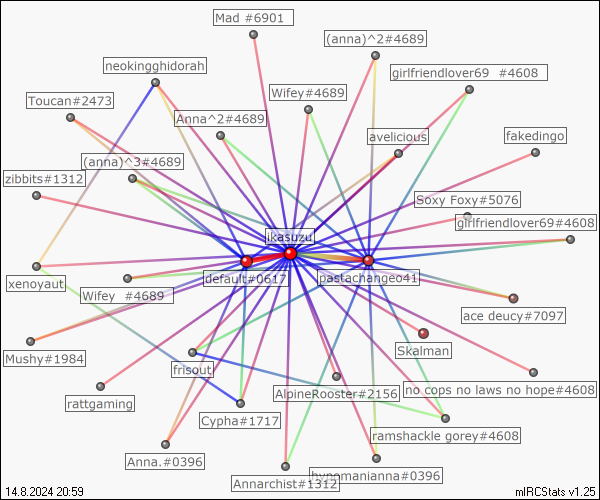 Mad #6901
(anna)^2#4689
neokingghidorah
girlfriendlover69 #4608
Toucan#2473
Wifey#4689
Anna^2#4689
avelicious
fakedingo
(anna)^3#4689
zibbits#1312
Soxy Foxy#5076
girlfriendlover69#4608
ikasuzu
default#0617
pastachangeo41
xenoyaut
Wifey #4689
ace deucy#7097
Skalman
Mushy#1984
frisout
AlpineRooster#2156
no cops no laws no hope#4608
rattgaming
Cypha#1717
ramshackle gorey#4608
Anna.#0396
hypomanianna#0396
Annarchist#1312
14.8.2024 20:59
mIRCStats v1.25